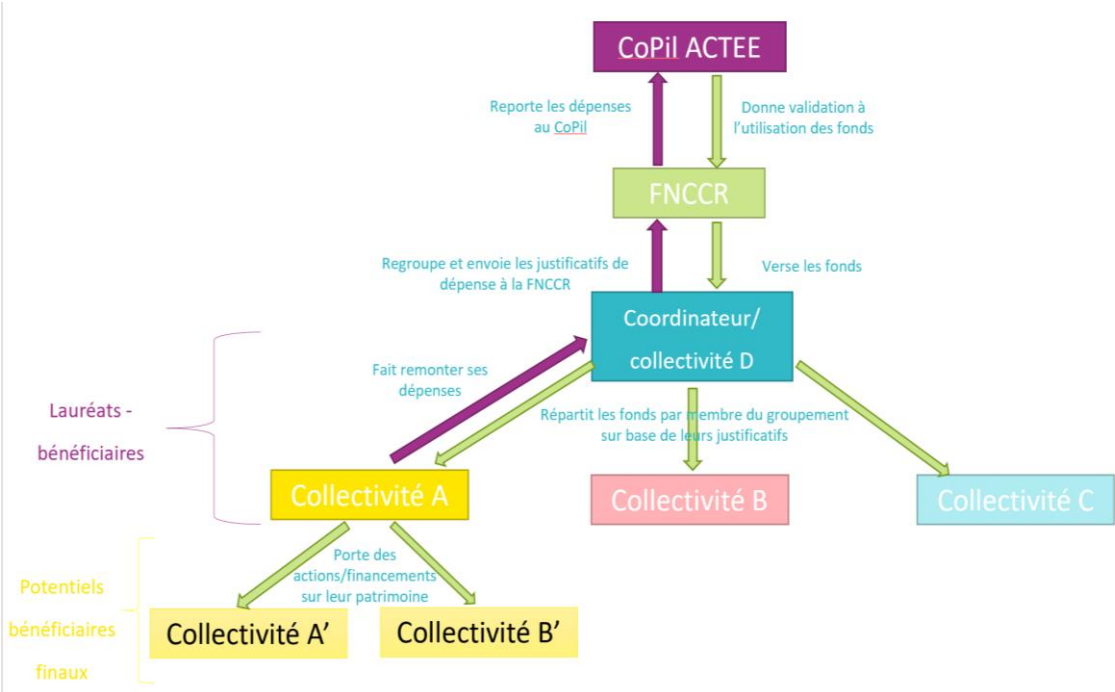 CoPil ACTEE
Reporte les dépenses
au CoPil
Donne validation à
l’utilisation des fonds
FNCCR
Regroupe et envoie les justificatifs de
dépense à la FNCCR
Verse les fonds
Coordinateur/
collectivité D
Fait remonter ses
dépenses
Répartit les fonds par membre du groupement
sur base de leurs justificatifs
Lauréats -
bénéficiaires
Collectivité A
Collectivité B
Collectivité C
Porte des
actions/financements
sur leur patrimoine
Potentiels
bénéficiaires
finaux
Collectivité A’
Collectivité B’